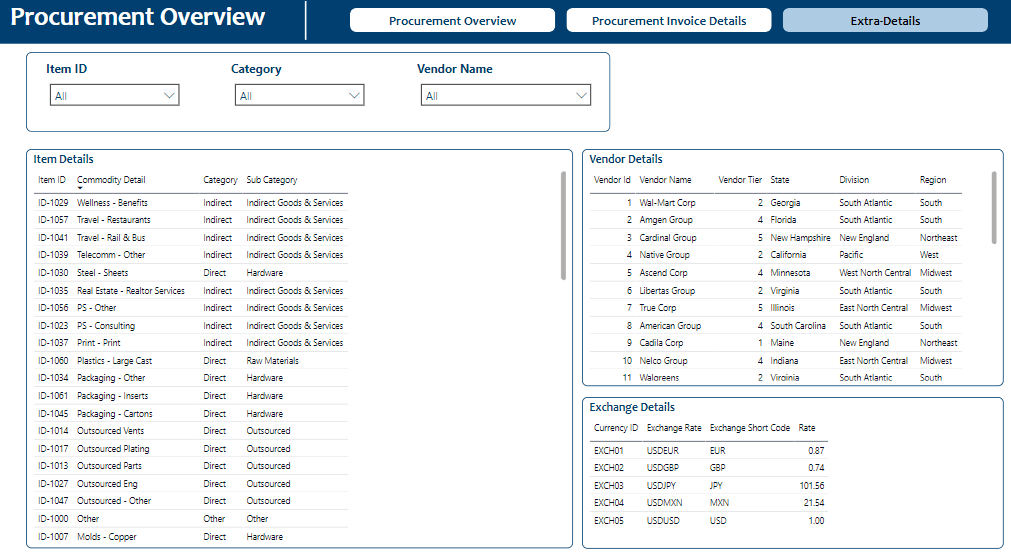 Procurement Overview
Procurement Overview
Procurement Invoice Details
Extra-Details
Item ID Category Vendor Name
All All All
Item Details
Item ID Commodity Detail Category Sub Category
ID-1029 Wellness - Benefits Indirect Indirect Goods & Services
ID-1057 Travel - Restaurants Indirect Indirect Goods & Services
ID-1041 Travel - Rail & Bus Indirect Indirect Goods & Services
ID-1039 Telecomm - Other Indirect Indirect Goods & Services
ID-1030 Steel - Sheets Direct Hardware
ID-1035 Real Estate - Realtor Services Indirect Indirect Goods & Services
ID-1056 PS - Other Indirect Indirect Goods & Services
ID-1023 PS - Consulting Indirect Indirect Goods & Services
ID-1037 Print - Print Indirect Indirect Goods & Services
ID-1060 Plastics - Large Cast Direct Raw Materials
ID-1034 Packaging - Other Direct Hardware
ID-1061 Packaging - Inserts Direct Hardware
ID-1045 Packaging - Cartons Direct Hardware
ID-1014 Outsourced Vents Direct Outsourced
ID-1017 Outsourced Plating Direct Outsourced
ID-1013 Outsourced Parts Direct Outsourced
ID-1027 Outsourced Eng Direct Outsourced
ID-1047 Outsourced - Other Direct Outsourced
ID-1000 Other Other Other
ID-1007 Molds - Copper Direct Hardware
Vendor Details
Vendor Id Vendor Name Vendor Tier State Division Region
1 Wal-Mart Corp 2 Georgia South Atlantic South
2 Amgen Group 4 Florida South Atlantic South
3 Cardinal Group 5 New Hampshire New England Northeast
4 Native Group 2 California Pacific West
5 Ascend Corp 4 Minnesota West North Central Midwest
6 Libertas Group 2 Virginia South Atlantic South
7 True Corp 5 Illinois East North Central Midwest
8 American Group 4 South Carolina South Atlantic South
9 Cadila Corp 1 Maine New England Northeast
10 Nelco Group 4 Indiana East North Central Midwest
11 Walgreens 2 Virginia South Atlantic South
Exchange Details
Currency ID Exchange Rate Exchange Short Code Rate
EXCH01 USDEUR EUR 0.87
EXCH02 USDGBP GBP 0.74
EXCH03 USDJPY JPY 101.56
EXCH04 USDMXN MXN 21.54
EXCH05 USDUSD USD 1.00